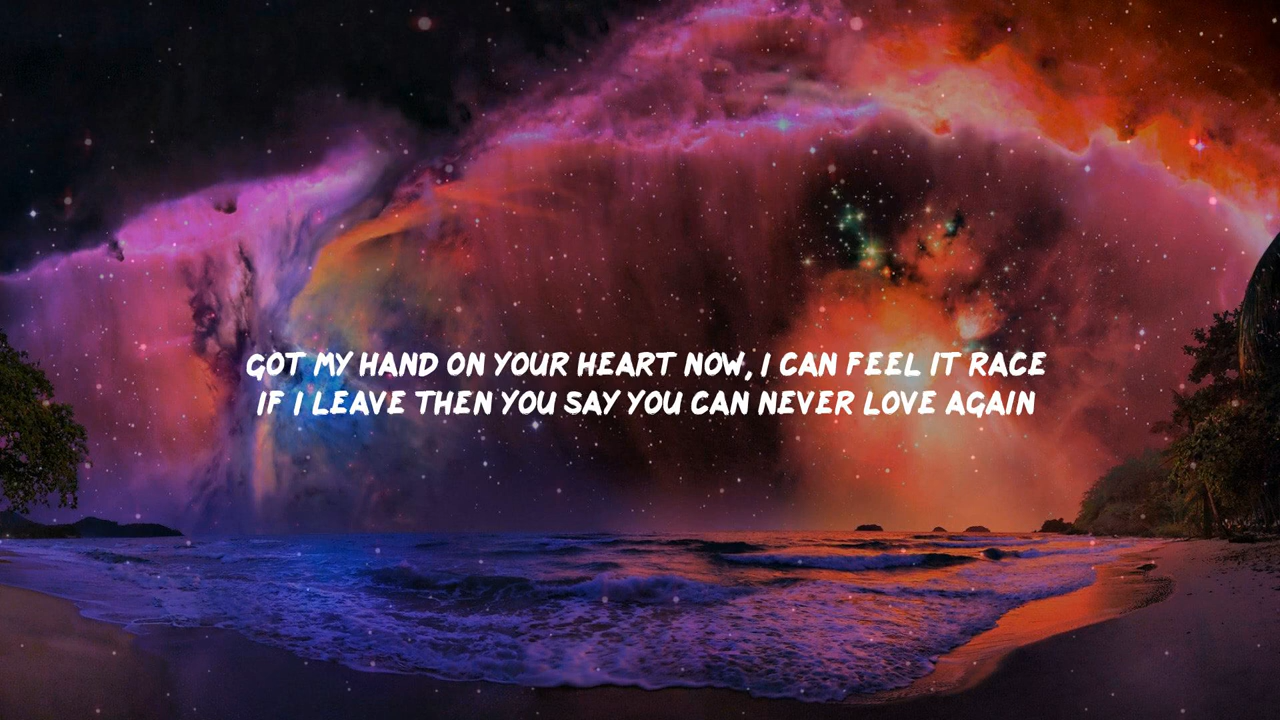 GOT MY HAND ON YOUR HEART NOW, I CAN FEEL IT RACE
IF I LEAVE THEN YOU SAY YOU CAN NEVER LOVE AGAIN